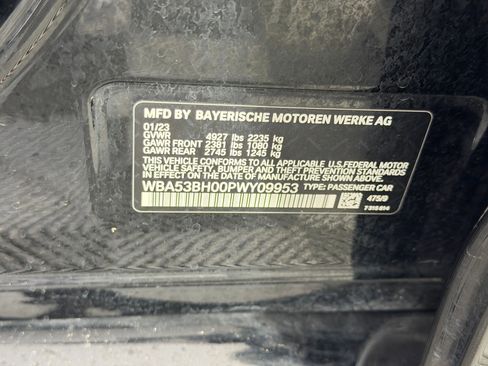 MFD BY BAYERISCHE MOTOREN WERKE AG
01/23
GVWR 4927 lbs 2235 kg
GAWR FRONT 2381 lbs 1080 kg
GAWR REAR 2745 lbs 1245 kg
THIS VEHICLE CONFORMS TO ALL APPLICABLE U.S. FEDERAL MOTOR
VEHICLE SAFETY, BUMPER, AND THEFT PREVENTION STANDARDS
IN EFFECT ON THE DATE OF MANUFACTURE SHOWN ABOVE.
WBA53BH00PWY09953 TYPE: PASSENGER CAR
475/9
7318614